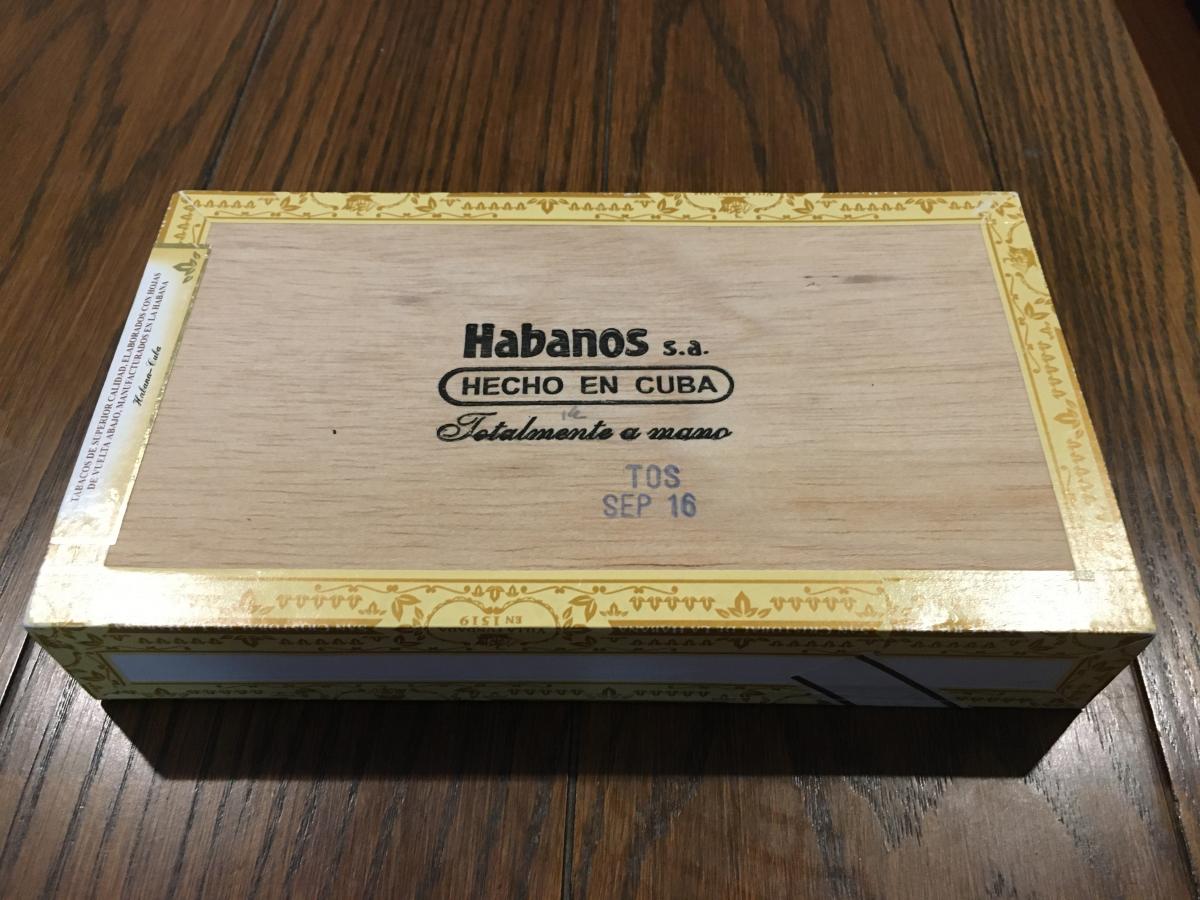 Habanos s.a.
HECHO EN CUBA
Totalmente a mano
TOS
SEP 16
TABACOS DE SUPERIOR CALIDAD, ELABORADOS CON HOJAS
DE VUELTA ABAJO, MANUFACTURADOS EN LA HABANA
Habana-Cuba
EN 1519